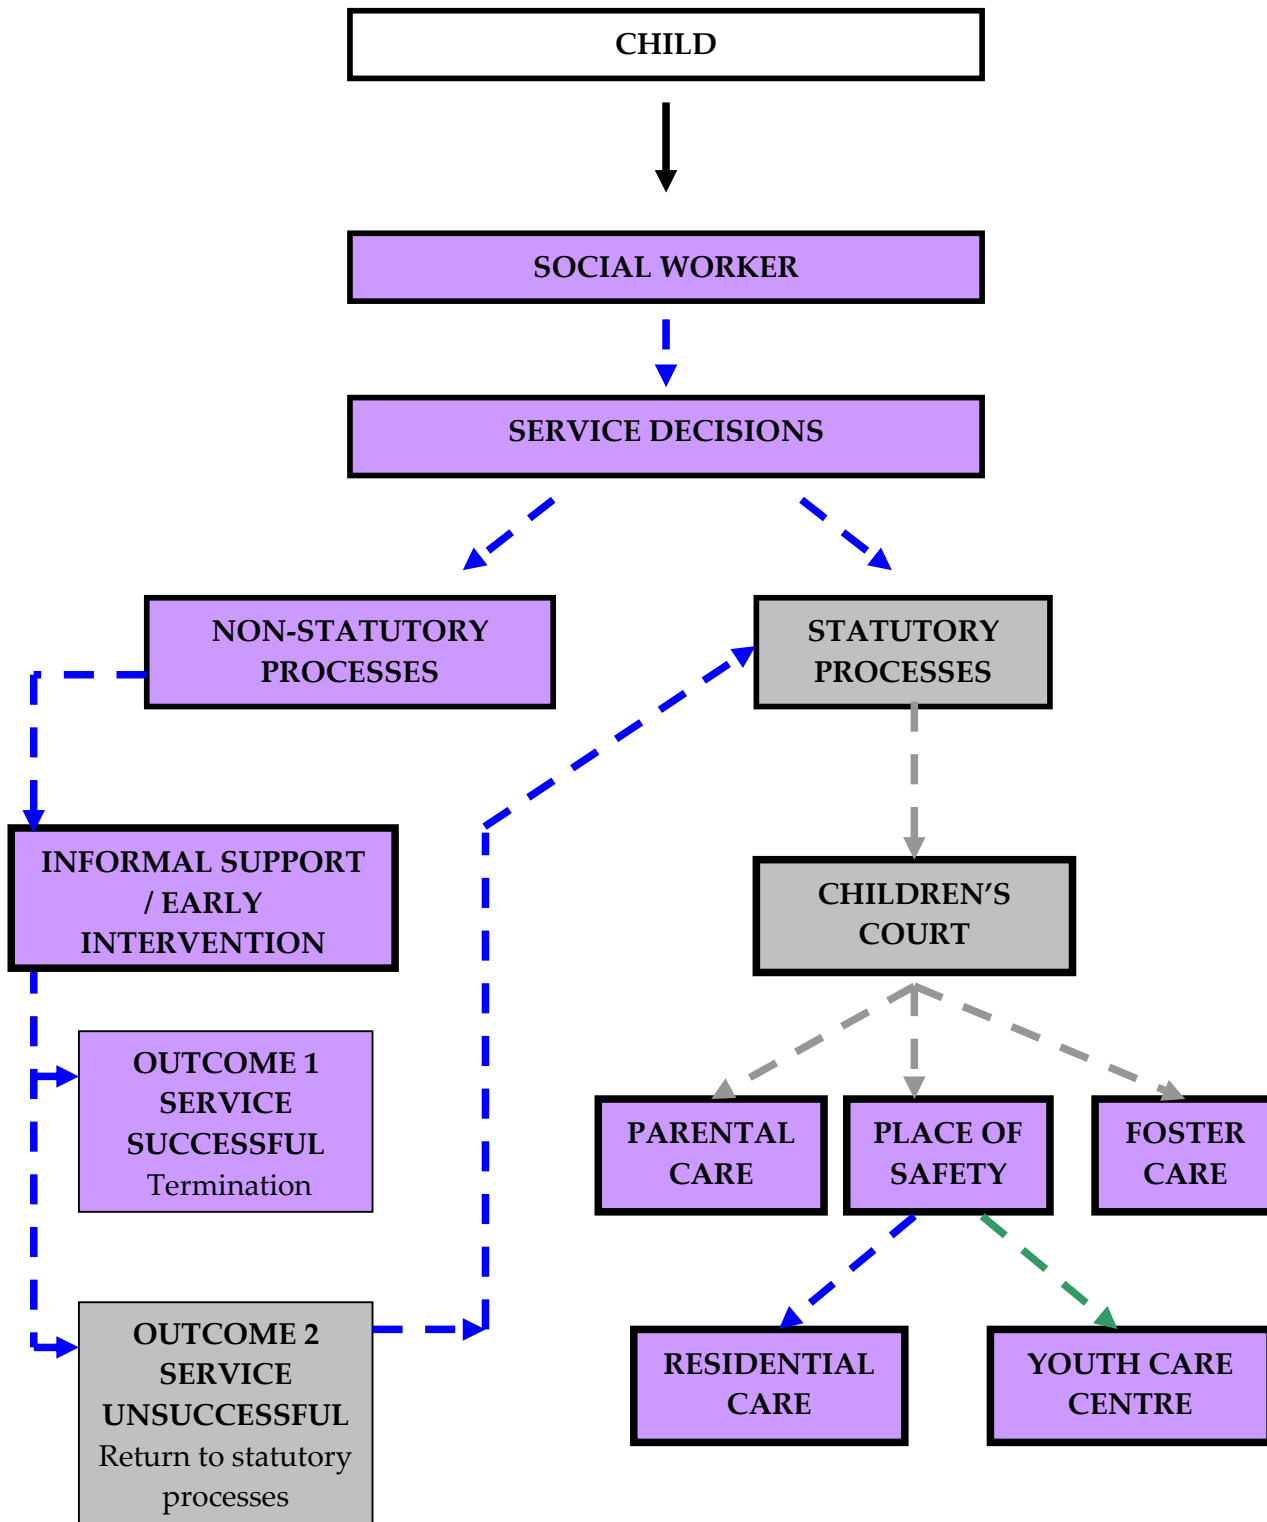 CHILD
SOCIAL WORKER
SERVICE DECISIONS
NON-STATUTORY
PROCESSES
STATUTORY
PROCESSES
INFORMAL SUPPORT
/ EARLY
INTERVENTION
CHILDREN’S
COURT
OUTCOME 1
SERVICE
SUCCESSFUL
Termination
PARENTAL
CARE
PLACE OF
SAFETY
FOSTER
CARE
OUTCOME 2
SERVICE
UNSUCCESSFUL
Return to statutory
processes
RESIDENTIAL
CARE
YOUTH CARE
CENTRE